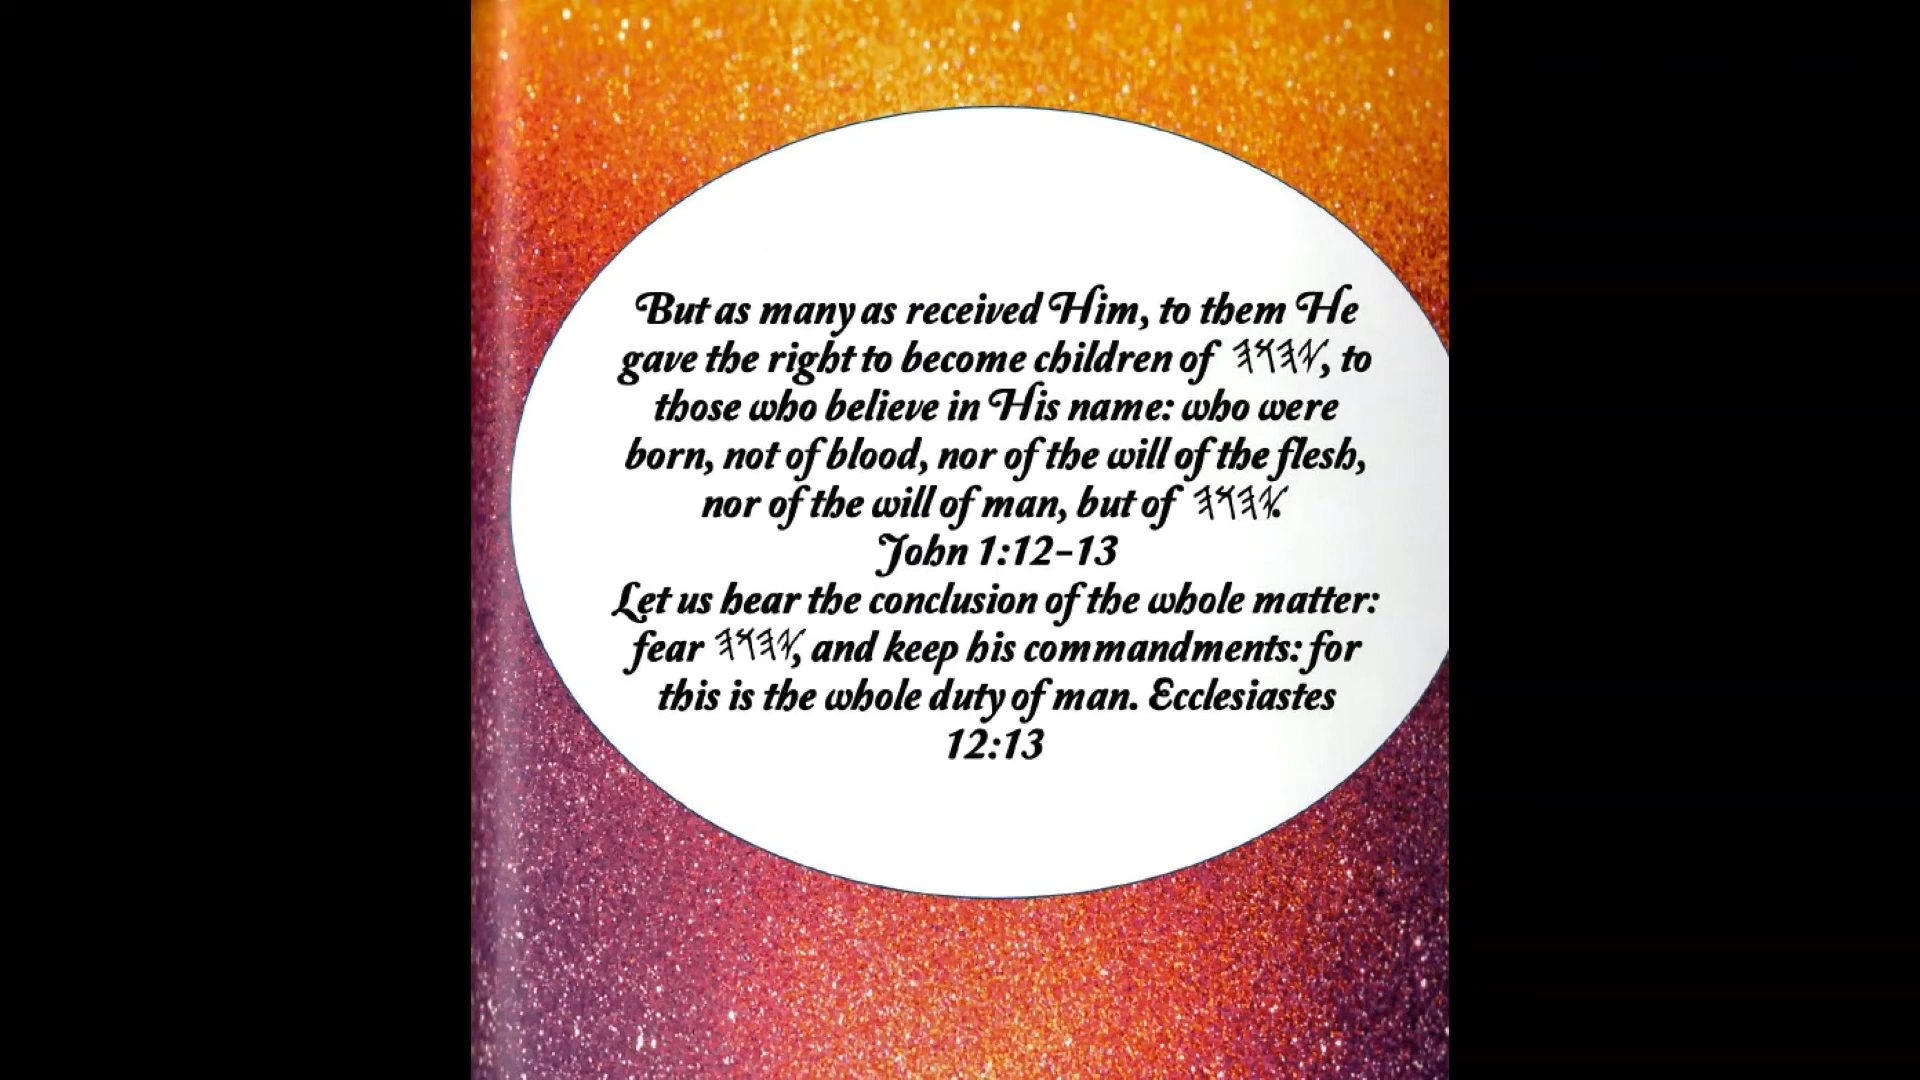 But as many as received Him, to them He
gave the right to become children of 𐤉𐤄𐤅𐤄, to
those who believe in His name: who were
born, not of blood, nor of the will of the flesh,
nor of the will of man, but of 𐤉𐤄𐤅𐤄.
John 1:12-13
Let us hear the conclusion of the whole matter:
fear 𐤉𐤄𐤅𐤄, and keep his commandments: for
this is the whole duty of man. Ecclesiastes
12:13